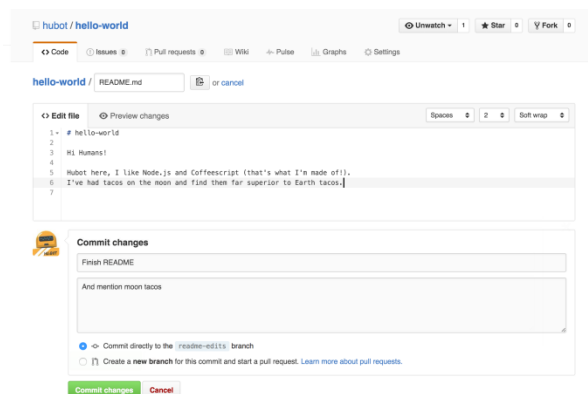 hubot / hello-world
Unwatch 1 Star 0 Fork 0
Code Issues 0 Pull requests 0 Wiki Pulse Graphs Settings
hello-world / README.md or cancel
Edit file Preview changes Spaces 2 Soft wrap
1 # hello-world
2
3 Hi Humans!
4
5 Hubot here, I like Node.js and Coffeescript (that's what I'm made of!).
6 I've had tacos on the moon and find them far superior to Earth tacos.
7
Commit changes
Finish README
And mention moon tacos
Commit directly to the readme-edits branch
Create a new branch for this commit and start a pull request. Learn more about pull requests.
Commit changes Cancel